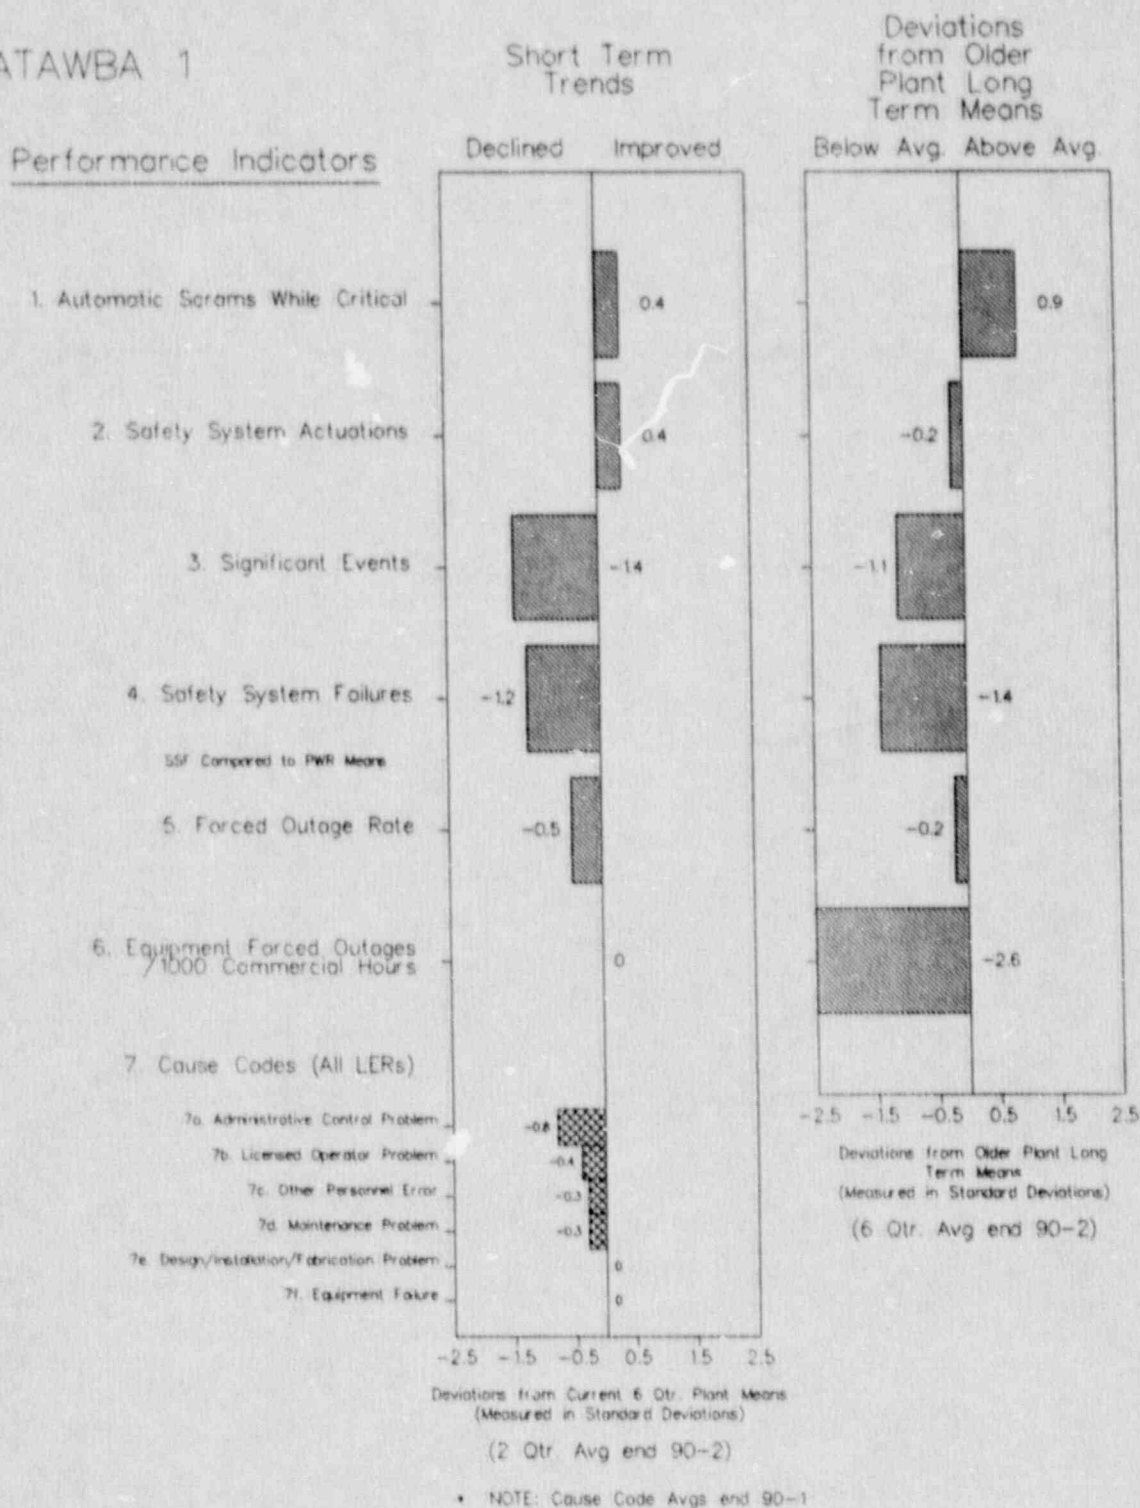 ATAWBA 1
Short Term
Trends
Deviations
from Older
Plant Long
Term Means
Performance Indicators
Declined Improved
Below Avg. Above Avg.
1. Automatic Scrams While Critical
0.4
0.9
2. Safety System Actuations
0.4
-0.2
3. Significant Events
-1.4
-1.1
4. Safety System Failures
-1.2
-1.4
SSF Compared to PWR Means
5. Forced Outage Rate
-0.5
-0.2
6. Equipment Forced Outages
/1000 Commercial Hours
0
-2.6
7. Cause Codes (All LERs)
7a. Administrative Control Problem
-0.8
7b. Licensed Operator Problem
-0.4
7c. Other Personnel Error
-0.3
7d. Maintenance Problem
-0.3
7e. Design/Installation/Fabrication Problem
0
7f. Equipment Failure
0
-2.5 -1.5 -0.5 0.5 1.5 2.5
Deviations from Older Plant Long
Term Means
(Measured in Standard Deviations)
(6 Qtr. Avg end 90-2)
-2.5 -1.5 -0.5 0.5 1.5 2.5
Deviations from Current 6 Qtr. Plant Means
(Measured in Standard Deviations)
(2 Qtr. Avg end 90-2)
• NOTE: Cause Code Avgs end 90-1